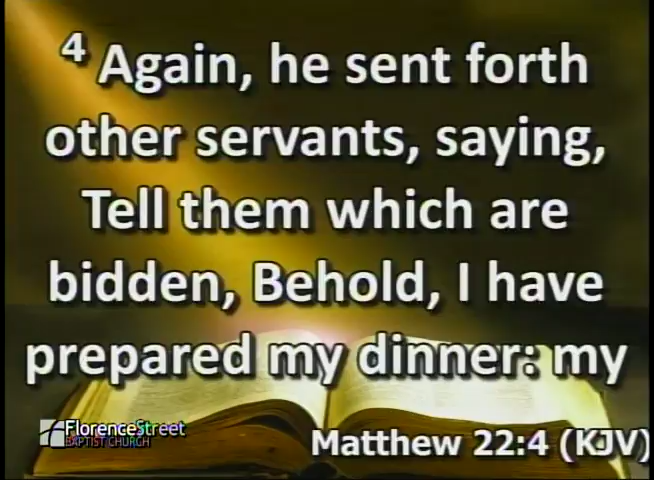 4 Again, he sent forth
other servants, saying,
Tell them which are
bidden, Behold, I have
prepared my dinner: my
FlorenceStreet
BAPTIST CHURCH
Matthew 22:4 (KJV)